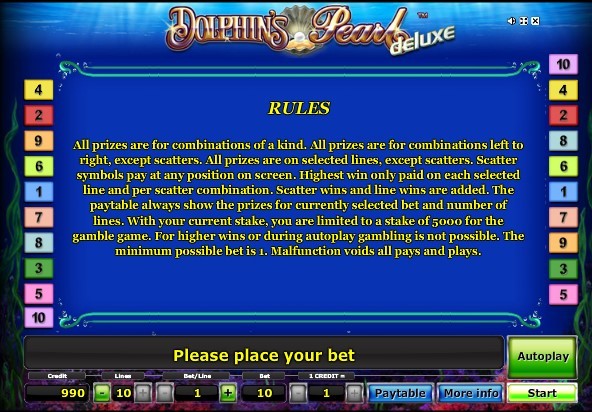 DOLPHIN'S Pearl ™
deluxe
10
4
2
9
6
1
7
8
3
5
10
4
2
8
6
1
7
9
3
5
RULES
All prizes are for combinations of a kind. All prizes are for combinations left to
right, except scatters. All prizes are on selected lines, except scatters. Scatter
symbols pay at any position on screen. Highest win only paid on each selected
line and per scatter combination. Scatter wins and line wins are added. The
paytable always show the prizes for currently selected bet and number of
lines. With your current stake, you are limited to a stake of 5000 for the
gamble game. For higher wins or during autoplay gambling is not possible. The
minimum possible bet is 1. Malfunction voids all pays and plays.
Please place your bet
Autoplay
Credit Lines Bet/Line Bet 1 CREDIT =
990 - 10 + - 1 + 10 - 1 + Paytable More info Start